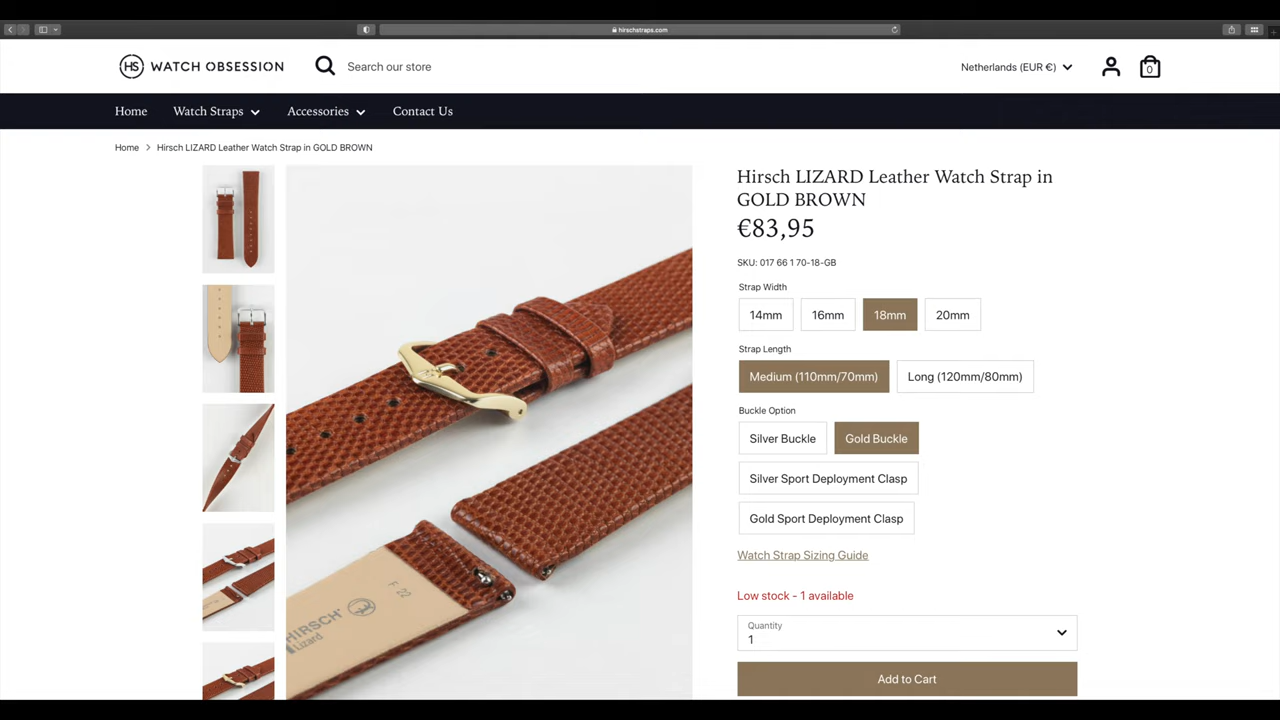 hirschstraps.com
HS WATCH OBSESSION
Search our store
Netherlands (EUR €)
0
Home
Watch Straps
Accessories
Contact Us
Home > Hirsch LIZARD Leather Watch Strap in GOLD BROWN
Hirsch LIZARD Leather Watch Strap in
GOLD BROWN
€83,95
SKU: 017 66 1 70-18-GB
Strap Width
14mm
16mm
18mm
20mm
Strap Length
Medium (110mm/70mm)
Long (120mm/80mm)
Buckle Option
Silver Buckle
Gold Buckle
Silver Sport Deployment Clasp
Gold Sport Deployment Clasp
Watch Strap Sizing Guide
Low stock - 1 available
Quantity
1
Add to Cart
F 22
HIRSCH
Lizard